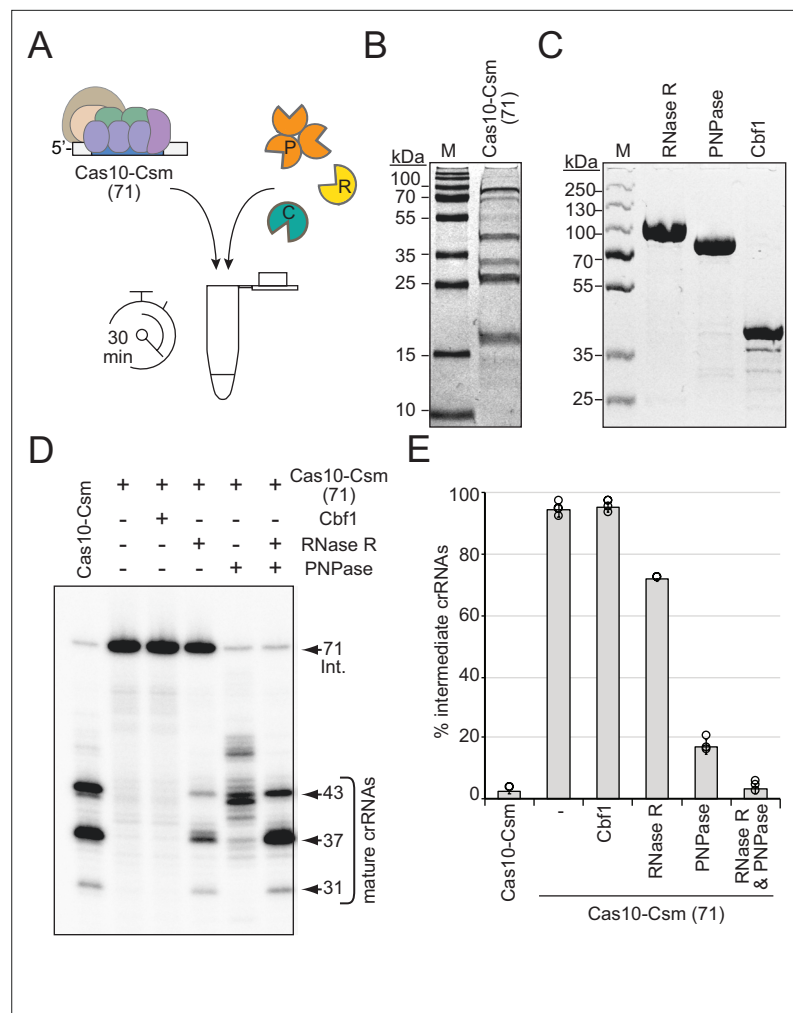 A
5'-
Cas10-Csm
(71)
P
R
C
30
min
B
Cas10-Csm
(71)
kDa
M
100
70
55
35
25
15
10
C
RNase R
PNPase
Cbf1
kDa
M
250
130
100
70
55
35
25
D
Cas10-Csm
+ + + + + Cas10-Csm
(71)
- + - - - Cbf1
- - + - + RNase R
- - - + + PNPase
71
Int.
43
37
31
mature crRNAs
E
% intermediate crRNAs
100
80
60
40
20
0
Cas10-Csm
-
Cbf1
RNase R
PNPase
RNase R
& PNPase
Cas10-Csm (71)